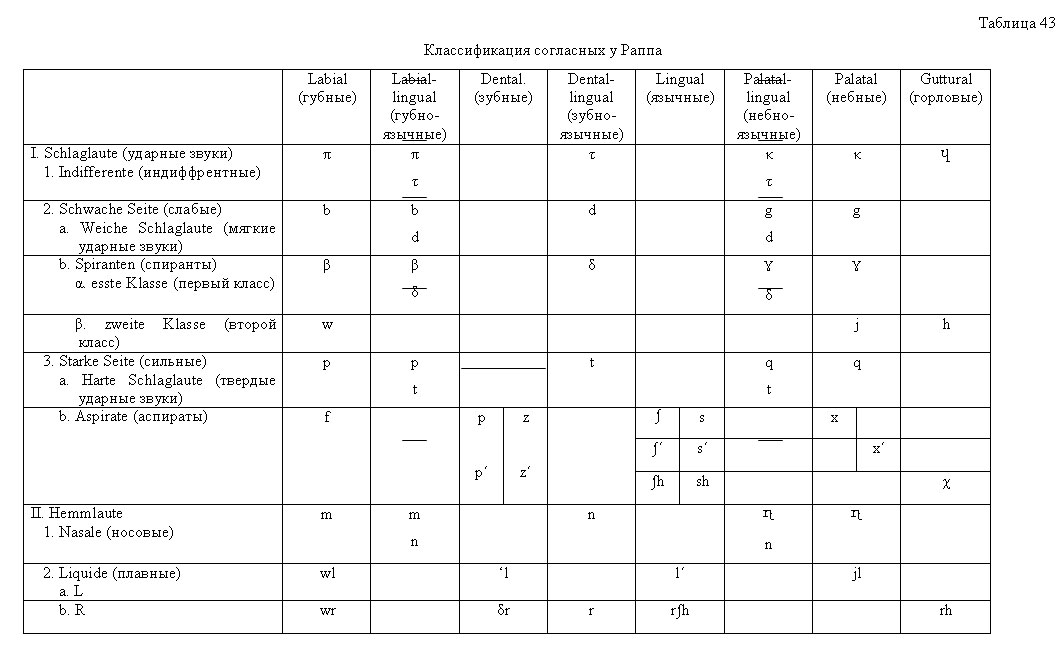 Таблица 43
Классификация согласных у Раппа
Labial Labial- Dental. Dental- Lingual Palatal- Palatal Guttural
(губные) lingual (зубные) lingual (язычные) lingual (небные) (горловые)
(губно- (зубно- (небно-
язычные) язычные) язычные)
I. Schlaglaute (ударные звуки) π π τ κ κ ҷ
1. Indifferente (индиффрентные)
τ τ
2. Schwache Seite (слабые) b b d g g
a. Weiche Schlaglaute (мягкие
d d
ударные звуки)
b. Spiranten (спиранты) β β δ ɣ ɣ
α. esste Klasse (первый класс)
δ δ
β. zweite Klasse (второй w j h
класс)
3. Starke Seite (сильные) p p t q q
a. Harte Schlaglaute (твердые
t t
ударные звуки)
b. Aspirate (аспираты) f p z ʃ s x
ʃ‘ s‘ x‘
p‘ z‘
ʃh sh χ
II. Hemmlaute m m n ꞑ ꞑ
1. Nasale (носовые)
n n
2. Liquide (плавные) wl ‘l l‘ jl
a. L
b. R wr δr r rʃh rh